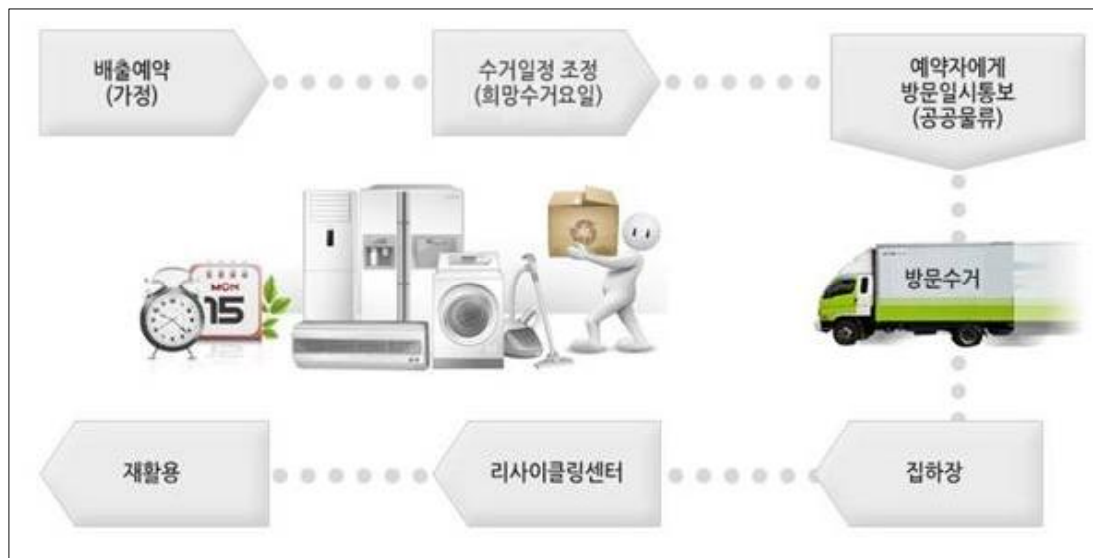 배출예약
(가정)
수거일정 조정
(희망수거요일)
예약자에게
방문일시통보
(공공물류)
MON
15
방문수거
재활용
리사이클링센터
집하장